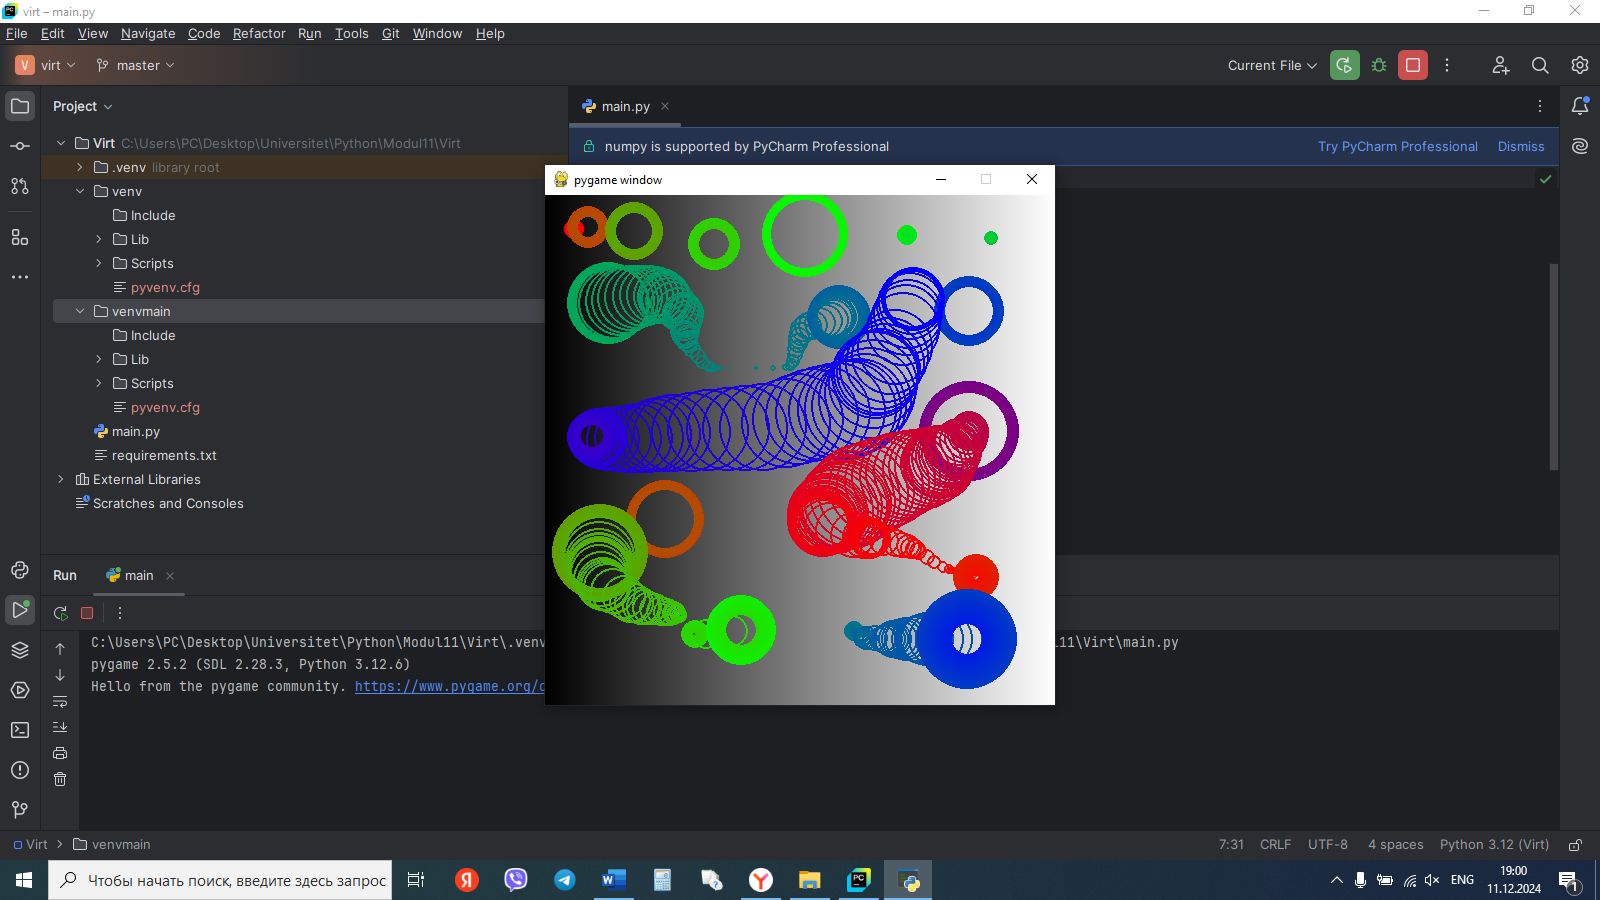 virt – main.py
File Edit View Navigate Code Refactor Run Tools Git Window Help
V virt master Current File
Project
main.py
Virt C:\Users\PC\Desktop\Universitet\Python\Modul11\Virt
numpy is supported by PyCharm Professional Try PyCharm Professional Dismiss
.venv library root
pygame window
venv
Include
Lib
Scripts
pyvenv.cfg
venvmain
Include
Lib
Scripts
pyvenv.cfg
main.py
requirements.txt
External Libraries
Scratches and Consoles
Run main
C:\Users\PC\Desktop\Universitet\Python\Modul11\Virt\.venv 11\Virt\main.py
pygame 2.5.2 (SDL 2.28.3, Python 3.12.6)
Hello from the pygame community. https://www.pygame.org/
Virt venvmain 7:31 CRLF UTF-8 4 spaces Python 3.12 (Virt)
Чтобы начать поиск, введите здесь запрос
ENG
19:00
11.12.2024
1